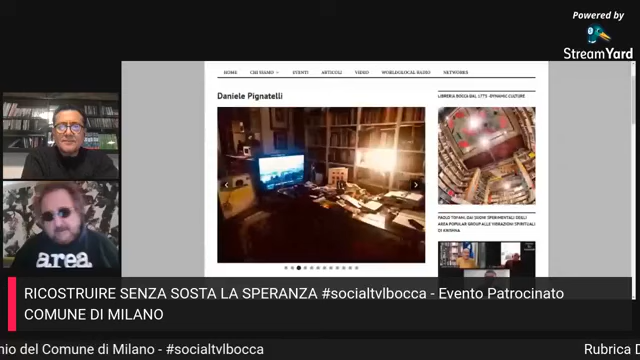 Powered by
StreamYard
HOME CHI SIAMO EVENTI ARTICOLI VIDEO WORLDGLOCAL RADIO NETWORKS
Daniele Pignatelli
LIBRERIA BOCCA DAL 1775 -DYNAMIC CULTURE
PAOLO TOFANI, DAI SUONI SPERIMENTALI DEGLI
AREA POPULAR GROUP ALLE VIBRAZIONI SPIRITUALI
DI KRISHNA
area
RICOSTRUIRE SENZA SOSTA LA SPERANZA #socialtvlbocca - Evento Patrocinato
COMUNE DI MILANO
nio del Comune di Milano - #socialtvlbocca
Rubrica D